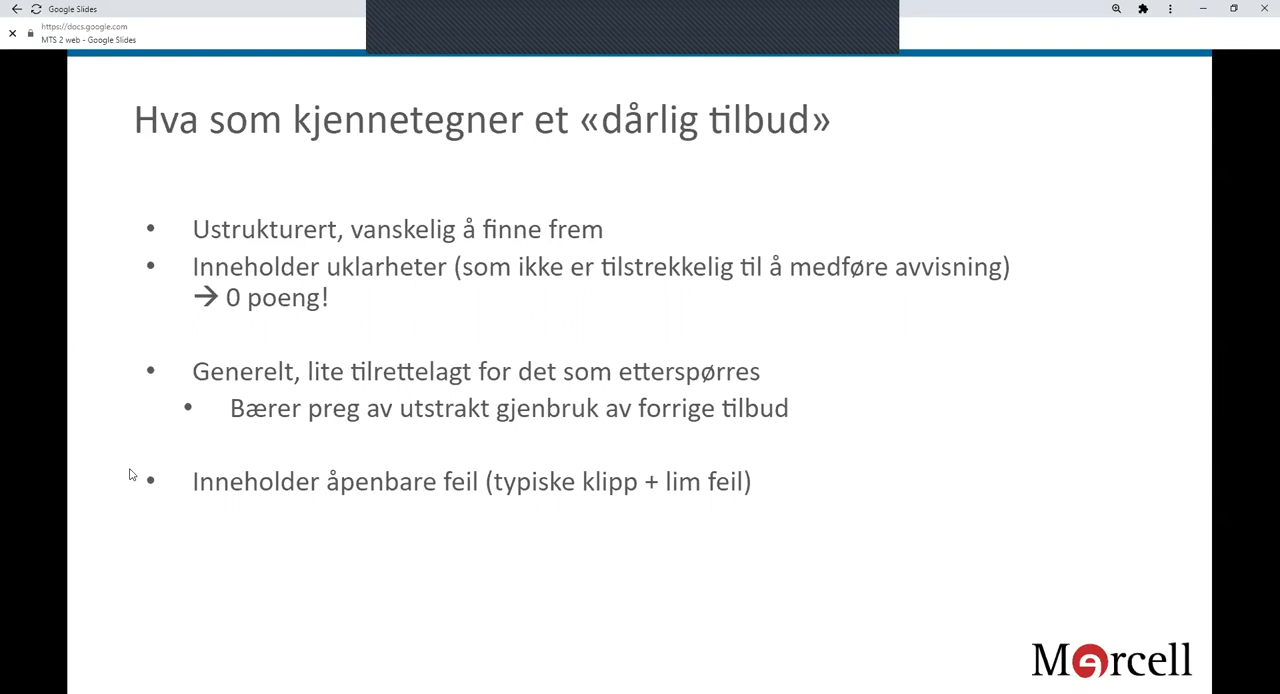 Google Slides
https://docs.google.com
MTS 2 web - Google Slides
Hva som kjennetegner et «dårlig tilbud»
• Ustrukturert, vanskelig å finne frem
• Inneholder uklarheter (som ikke er tilstrekkelig til å medføre avvisning)
→ 0 poeng!
• Generelt, lite tilrettelagt for det som etterspørres
• Bærer preg av utstrakt gjenbruk av forrige tilbud
• Inneholder åpenbare feil (typiske klipp + lim feil)
Mercell